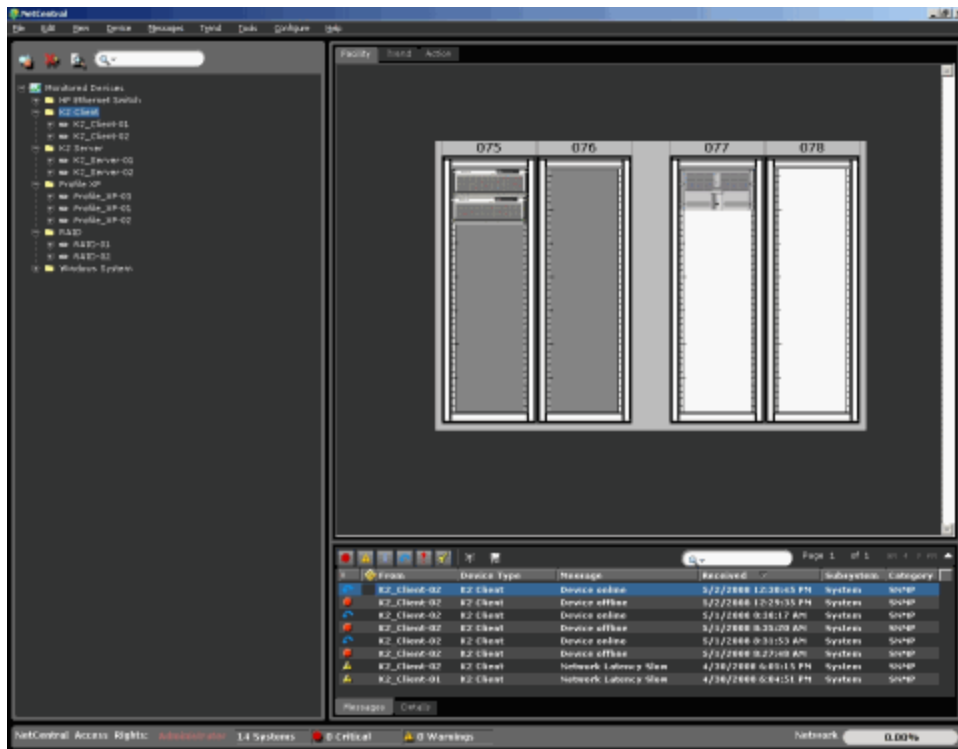 NetCentral
File Edit View Device Messages Trend Tools Configure Help
Facility Trend Action
Monitored Devices
HP Ethernet Switch
K2 Client
K2_Client-01
K2_Client-02
K2 Server
K2_Server-01
K2_Server-02
Profile XP
Profile_XP-03
Profile_XP-01
Profile_XP-02
RAID
RAID-01
RAID-02
Windows System
075 076 077 078
Page 1 of 1
From Device Type Message Received Subsystem Category
K2_Client-02 K2 Client Device online 5/2/2008 12:30:45 PM System SNMP
K2_Client-02 K2 Client Device offline 5/2/2008 12:29:35 PM System SNMP
K2_Client-02 K2 Client Device online 5/1/2008 8:38:17 AM System SNMP
K2_Client-02 K2 Client Device offline 5/1/2008 8:35:20 AM System SNMP
K2_Client-02 K2 Client Device online 5/1/2008 8:31:53 AM System SNMP
K2_Client-02 K2 Client Device offline 5/1/2008 8:27:40 AM System SNMP
K2_Client-02 K2 Client Network Latency Slow 4/30/2008 6:05:15 PM System SNMP
K2_Client-01 K2 Client Network Latency Slow 4/30/2008 6:04:51 PM System SNMP
Messages Details
NetCentral Access Rights: Administrator 14 Systems 0 Critical 0 Warnings Network 0.00%